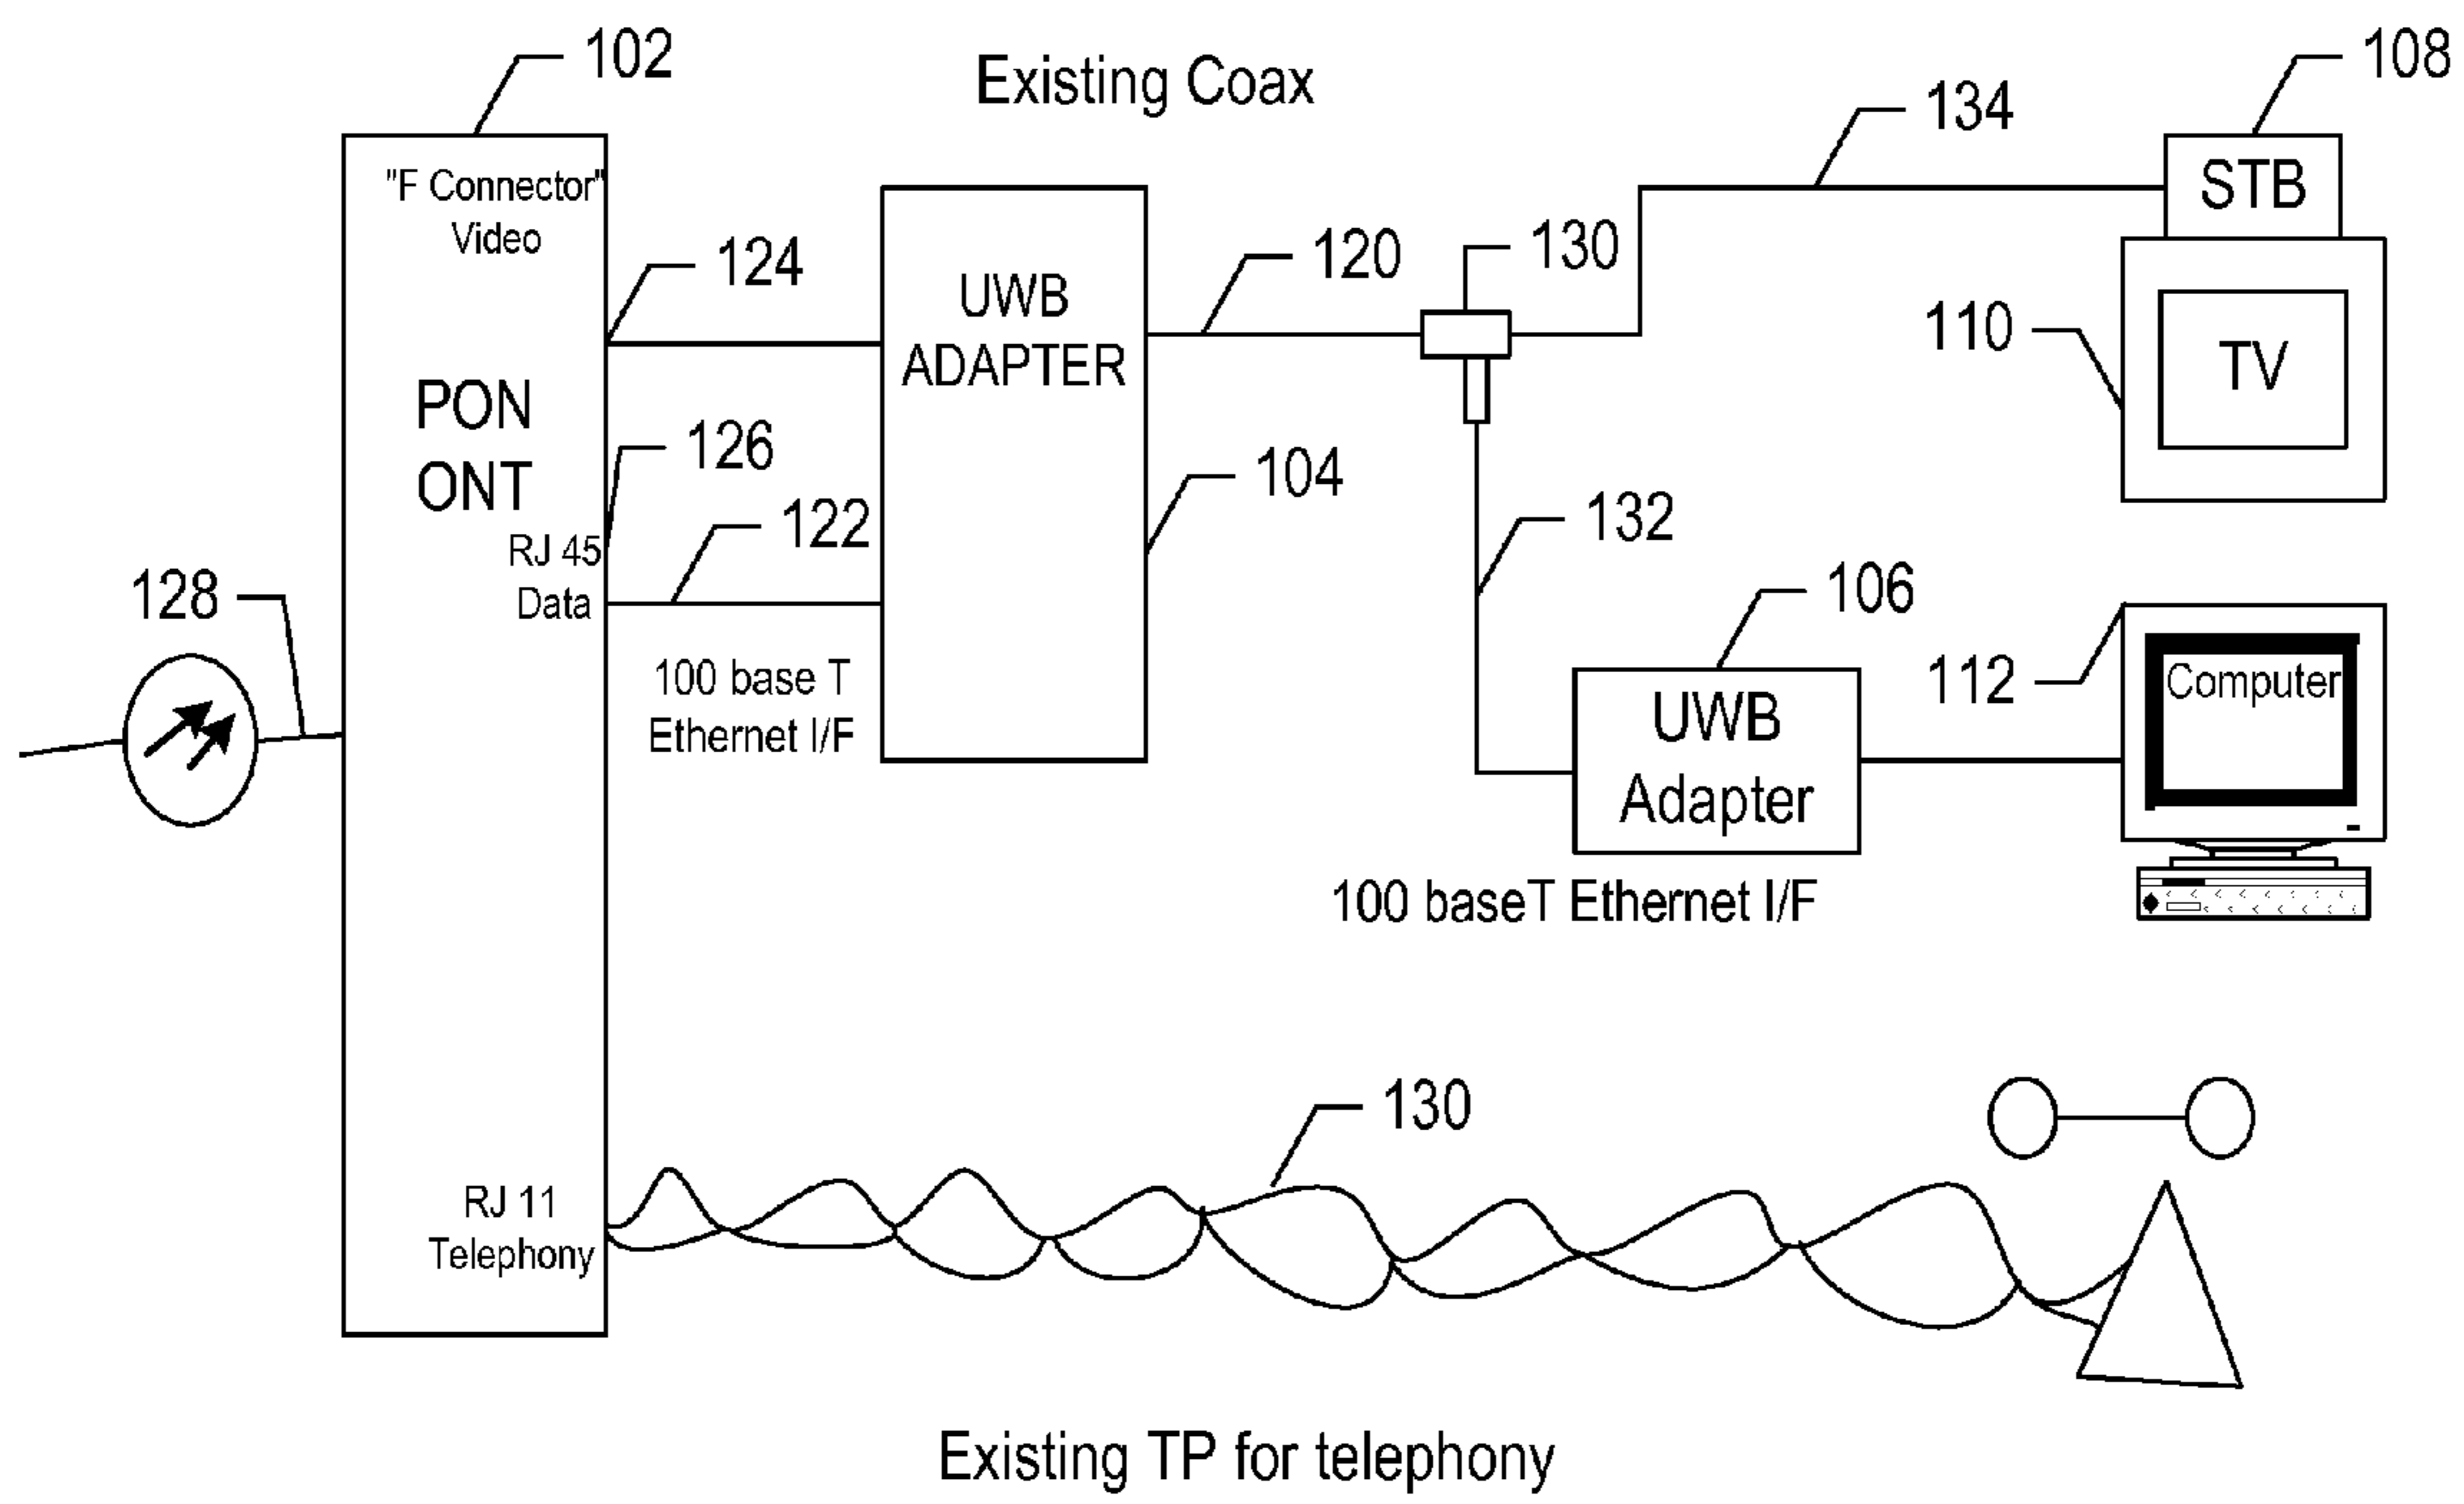 102
Existing Coax
108
134
"F Connector"
Video
STB
124
120
130
UWB
ADAPTER
110
TV
PON
ONT
126
104
RJ 45
122
132
Data
128
106
100 base T
Ethernet I/F
112
Computer
UWB
Adapter
100 baseT Ethernet I/F
130
RJ 11
Telephony
Existing TP for telephony